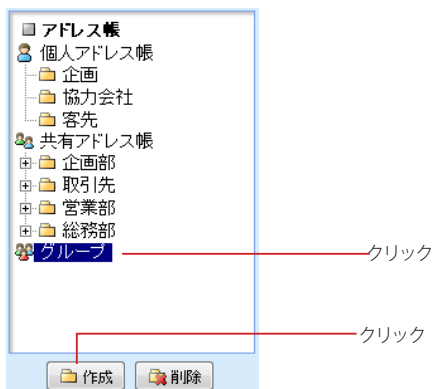 アドレス帳
個人アドレス帳
企画
協力会社
客先
共有アドレス帳
企画部
取引先
営業部
総務部
グループ
クリック
クリック
作成
削除